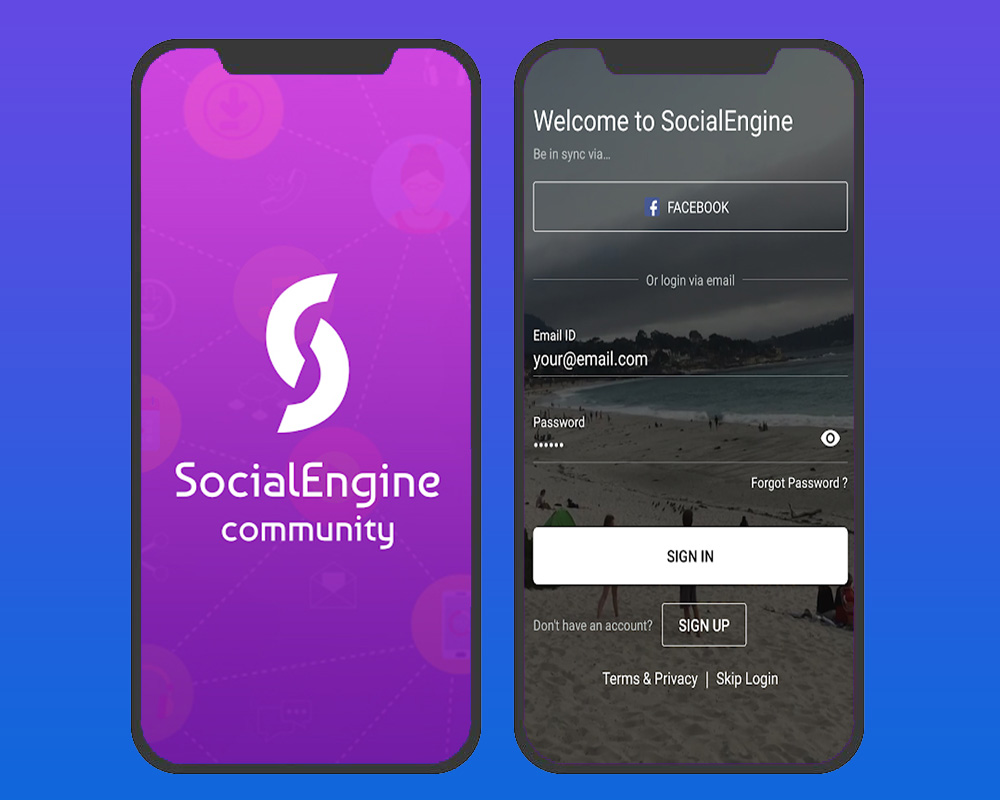 SocialEngine
community
Welcome to SocialEngine
Be in sync via...
FACEBOOK
Or login via email
Email ID
your@email.com
Password
••••••
Forgot Password ?
SIGN IN
Don't have an account?
SIGN UP
Terms & Privacy | Skip Login